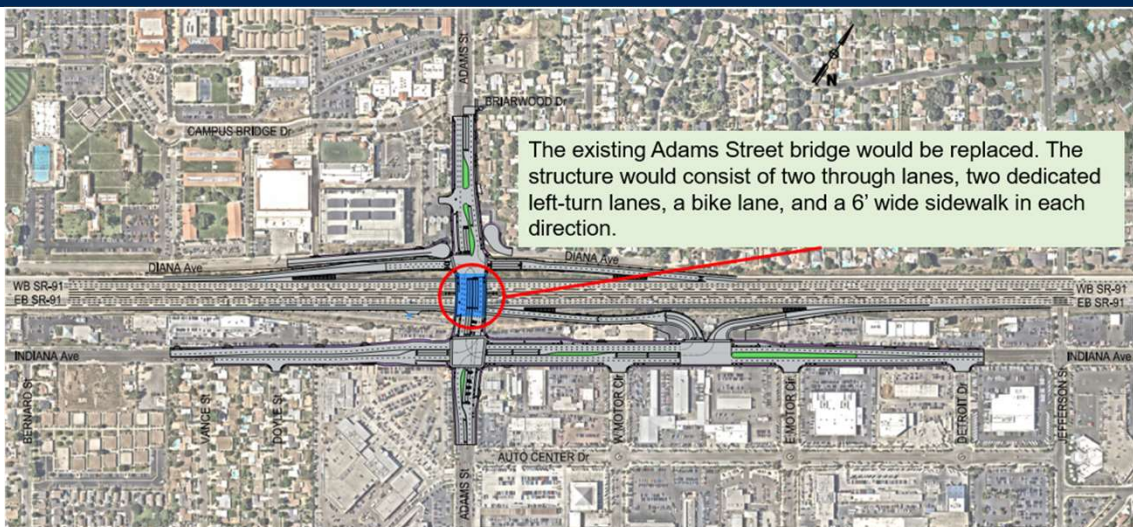 ADAMS ST
BRIARWOOD Dr
CAMPUS BRIDGE Dr
N
The existing Adams Street bridge would be replaced. The
structure would consist of two through lanes, two dedicated
left-turn lanes, a bike lane, and a 6' wide sidewalk in each
direction.
DIANA Ave
DIANA Ave
WB SR-91
EB SR-91
WB SR-91
EB SR-91
INDIANA Ave
INDIANA Ave
BERNARD St
VANCE ST
DOYLE ST
W MOTOR CIR
E MOTOR CIR
DETROIT Dr
JEFFERSON St
AUTO CENTER Dr
ADAMS ST